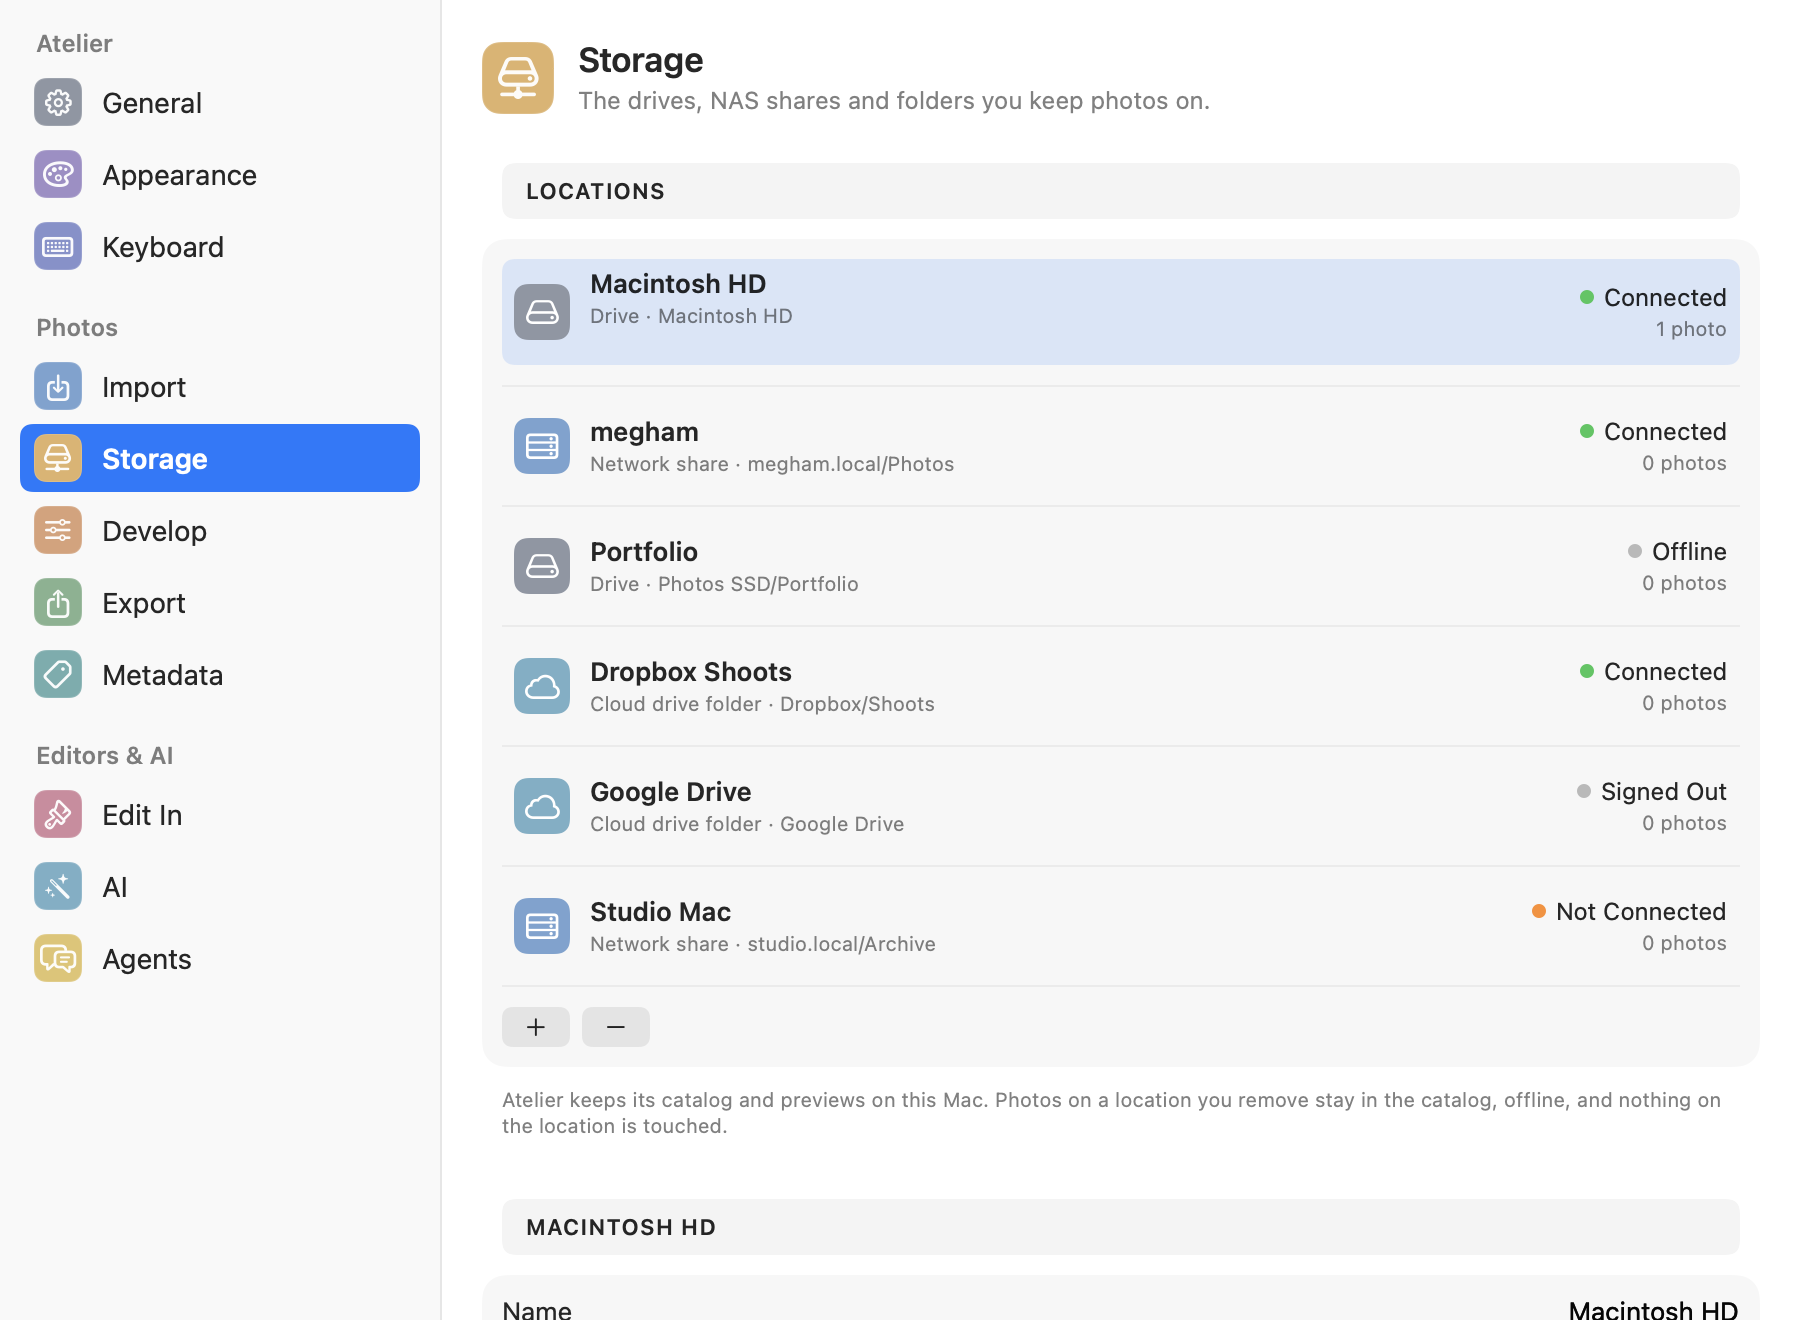 Atelier
General
Appearance
Keyboard
Photos
Import
Storage
Develop
Export
Metadata
Editors & AI
Edit In
AI
Agents
Storage
The drives, NAS shares and folders you keep photos on.
LOCATIONS
Macintosh HD
Drive · Macintosh HD
Connected
1 photo
megham
Network share · megham.local/Photos
Connected
0 photos
Portfolio
Drive · Photos SSD/Portfolio
Offline
0 photos
Dropbox Shoots
Cloud drive folder · Dropbox/Shoots
Connected
0 photos
Google Drive
Cloud drive folder · Google Drive
Signed Out
0 photos
Studio Mac
Network share · studio.local/Archive
Not Connected
0 photos
Atelier keeps its catalog and previews on this Mac. Photos on a location you remove stay in the catalog, offline, and nothing on
the location is touched.
MACINTOSH HD
Name
Macintosh HD